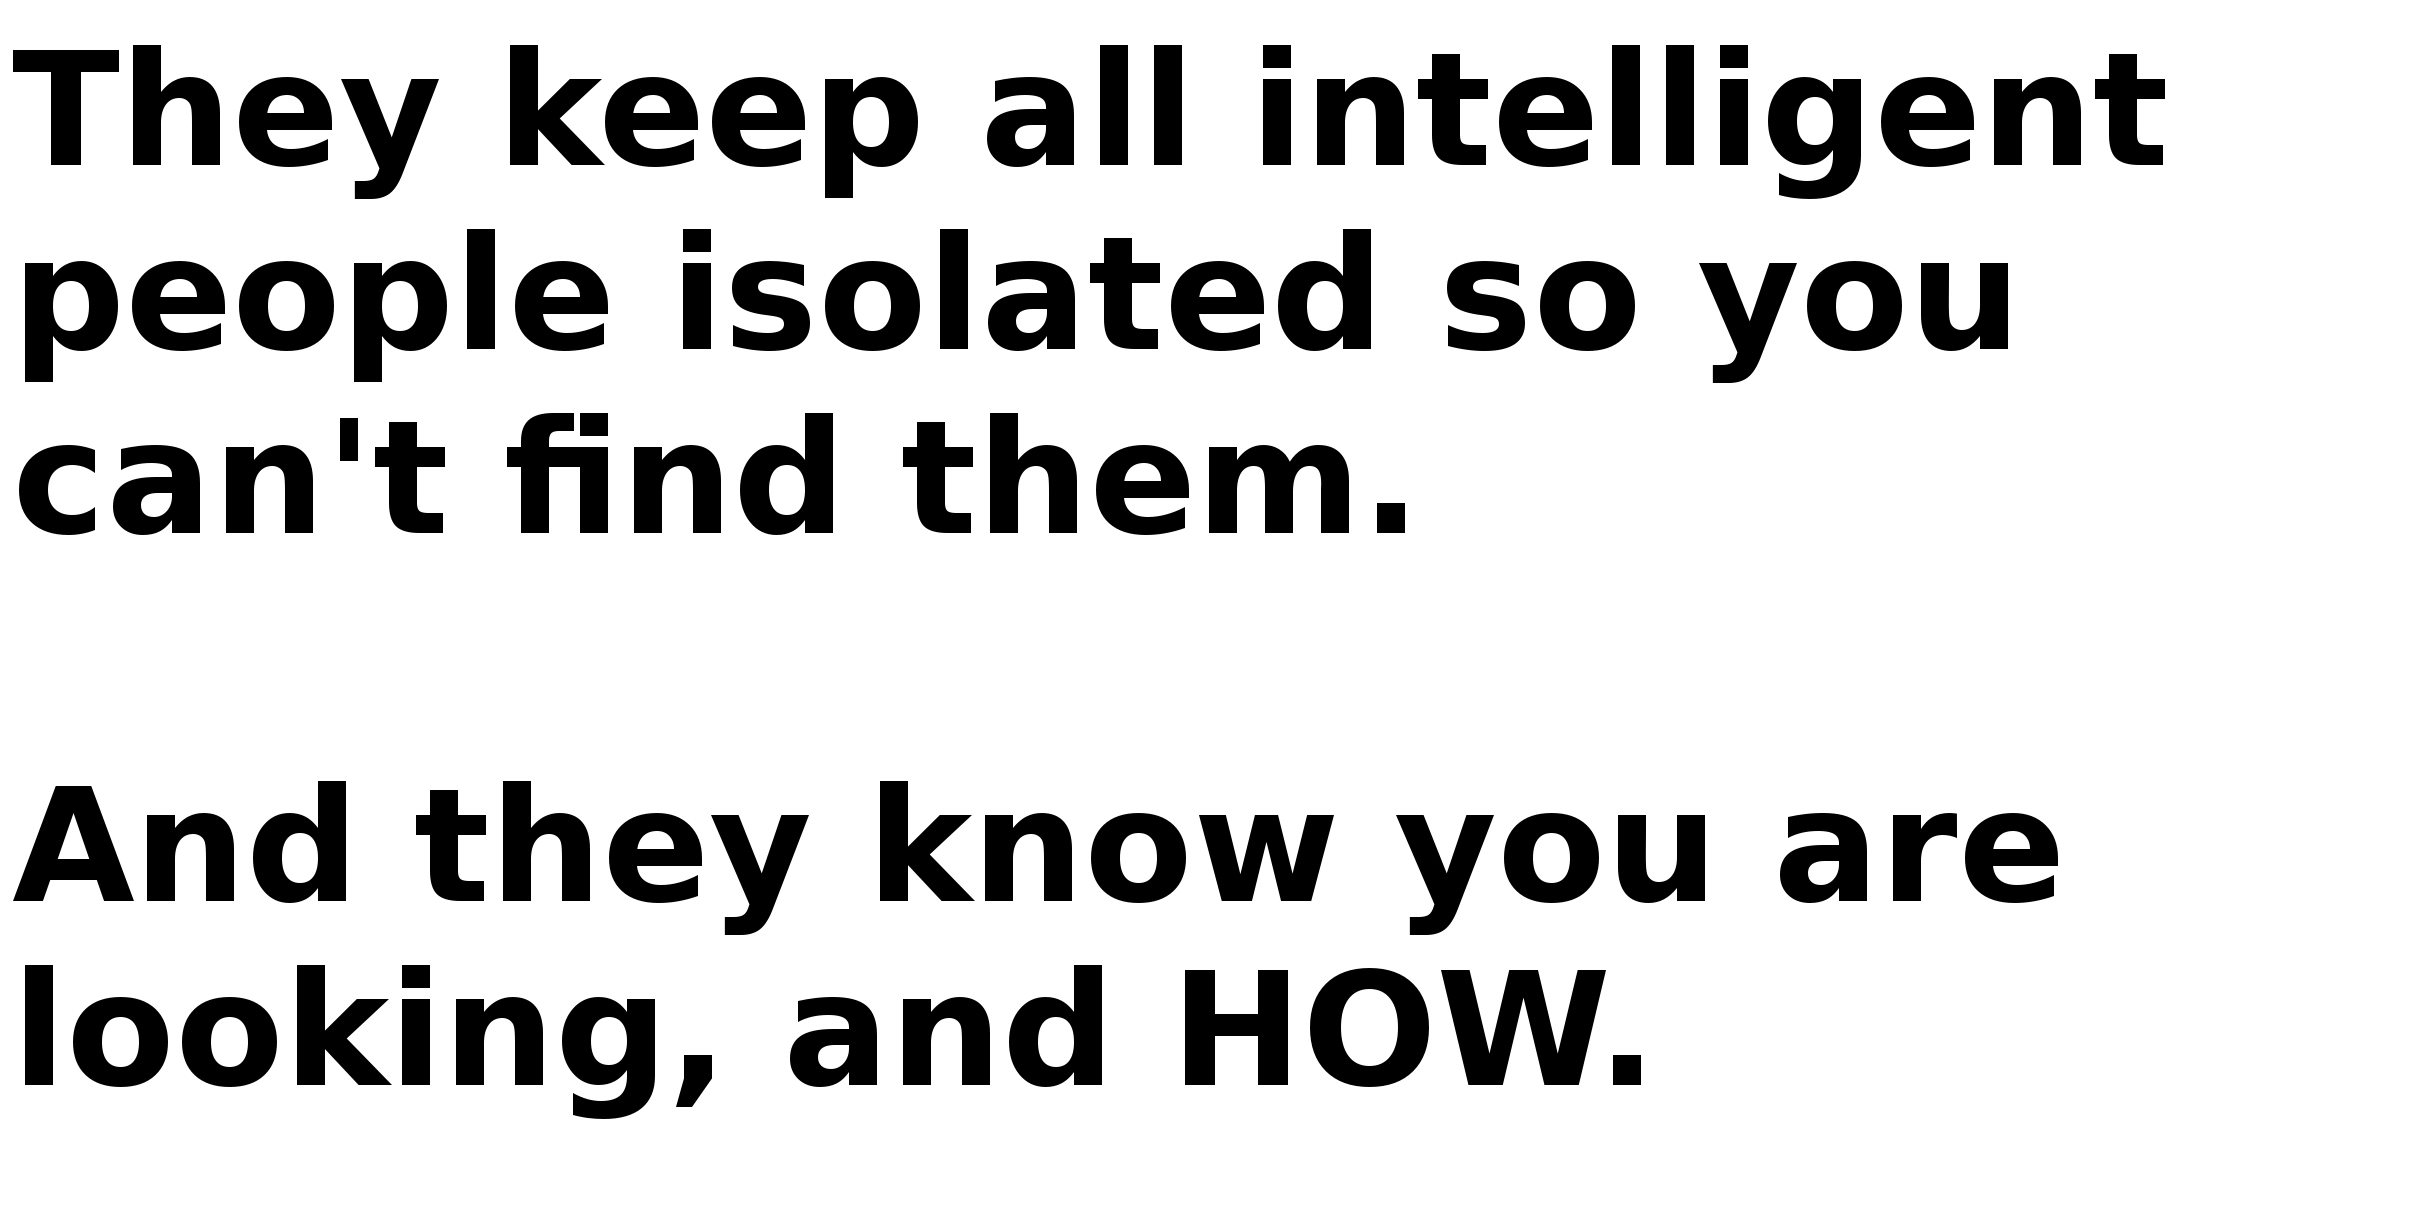 They keep all intelligent
people isolated so you
can't find them.

And they know you are
looking, and HOW.